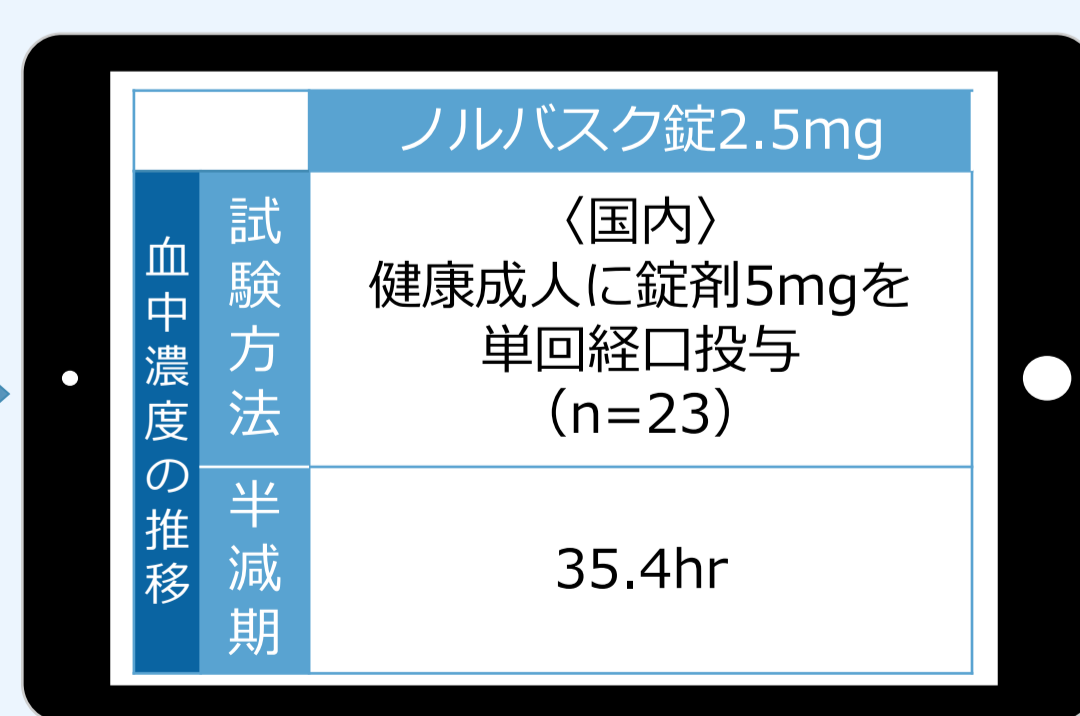 ノルバスク錠2.5mg
血中濃度の推移
試験方法
〈国内〉
健康成人に錠剤5mgを
単回経口投与
（n=23）
半減期
35.4hr